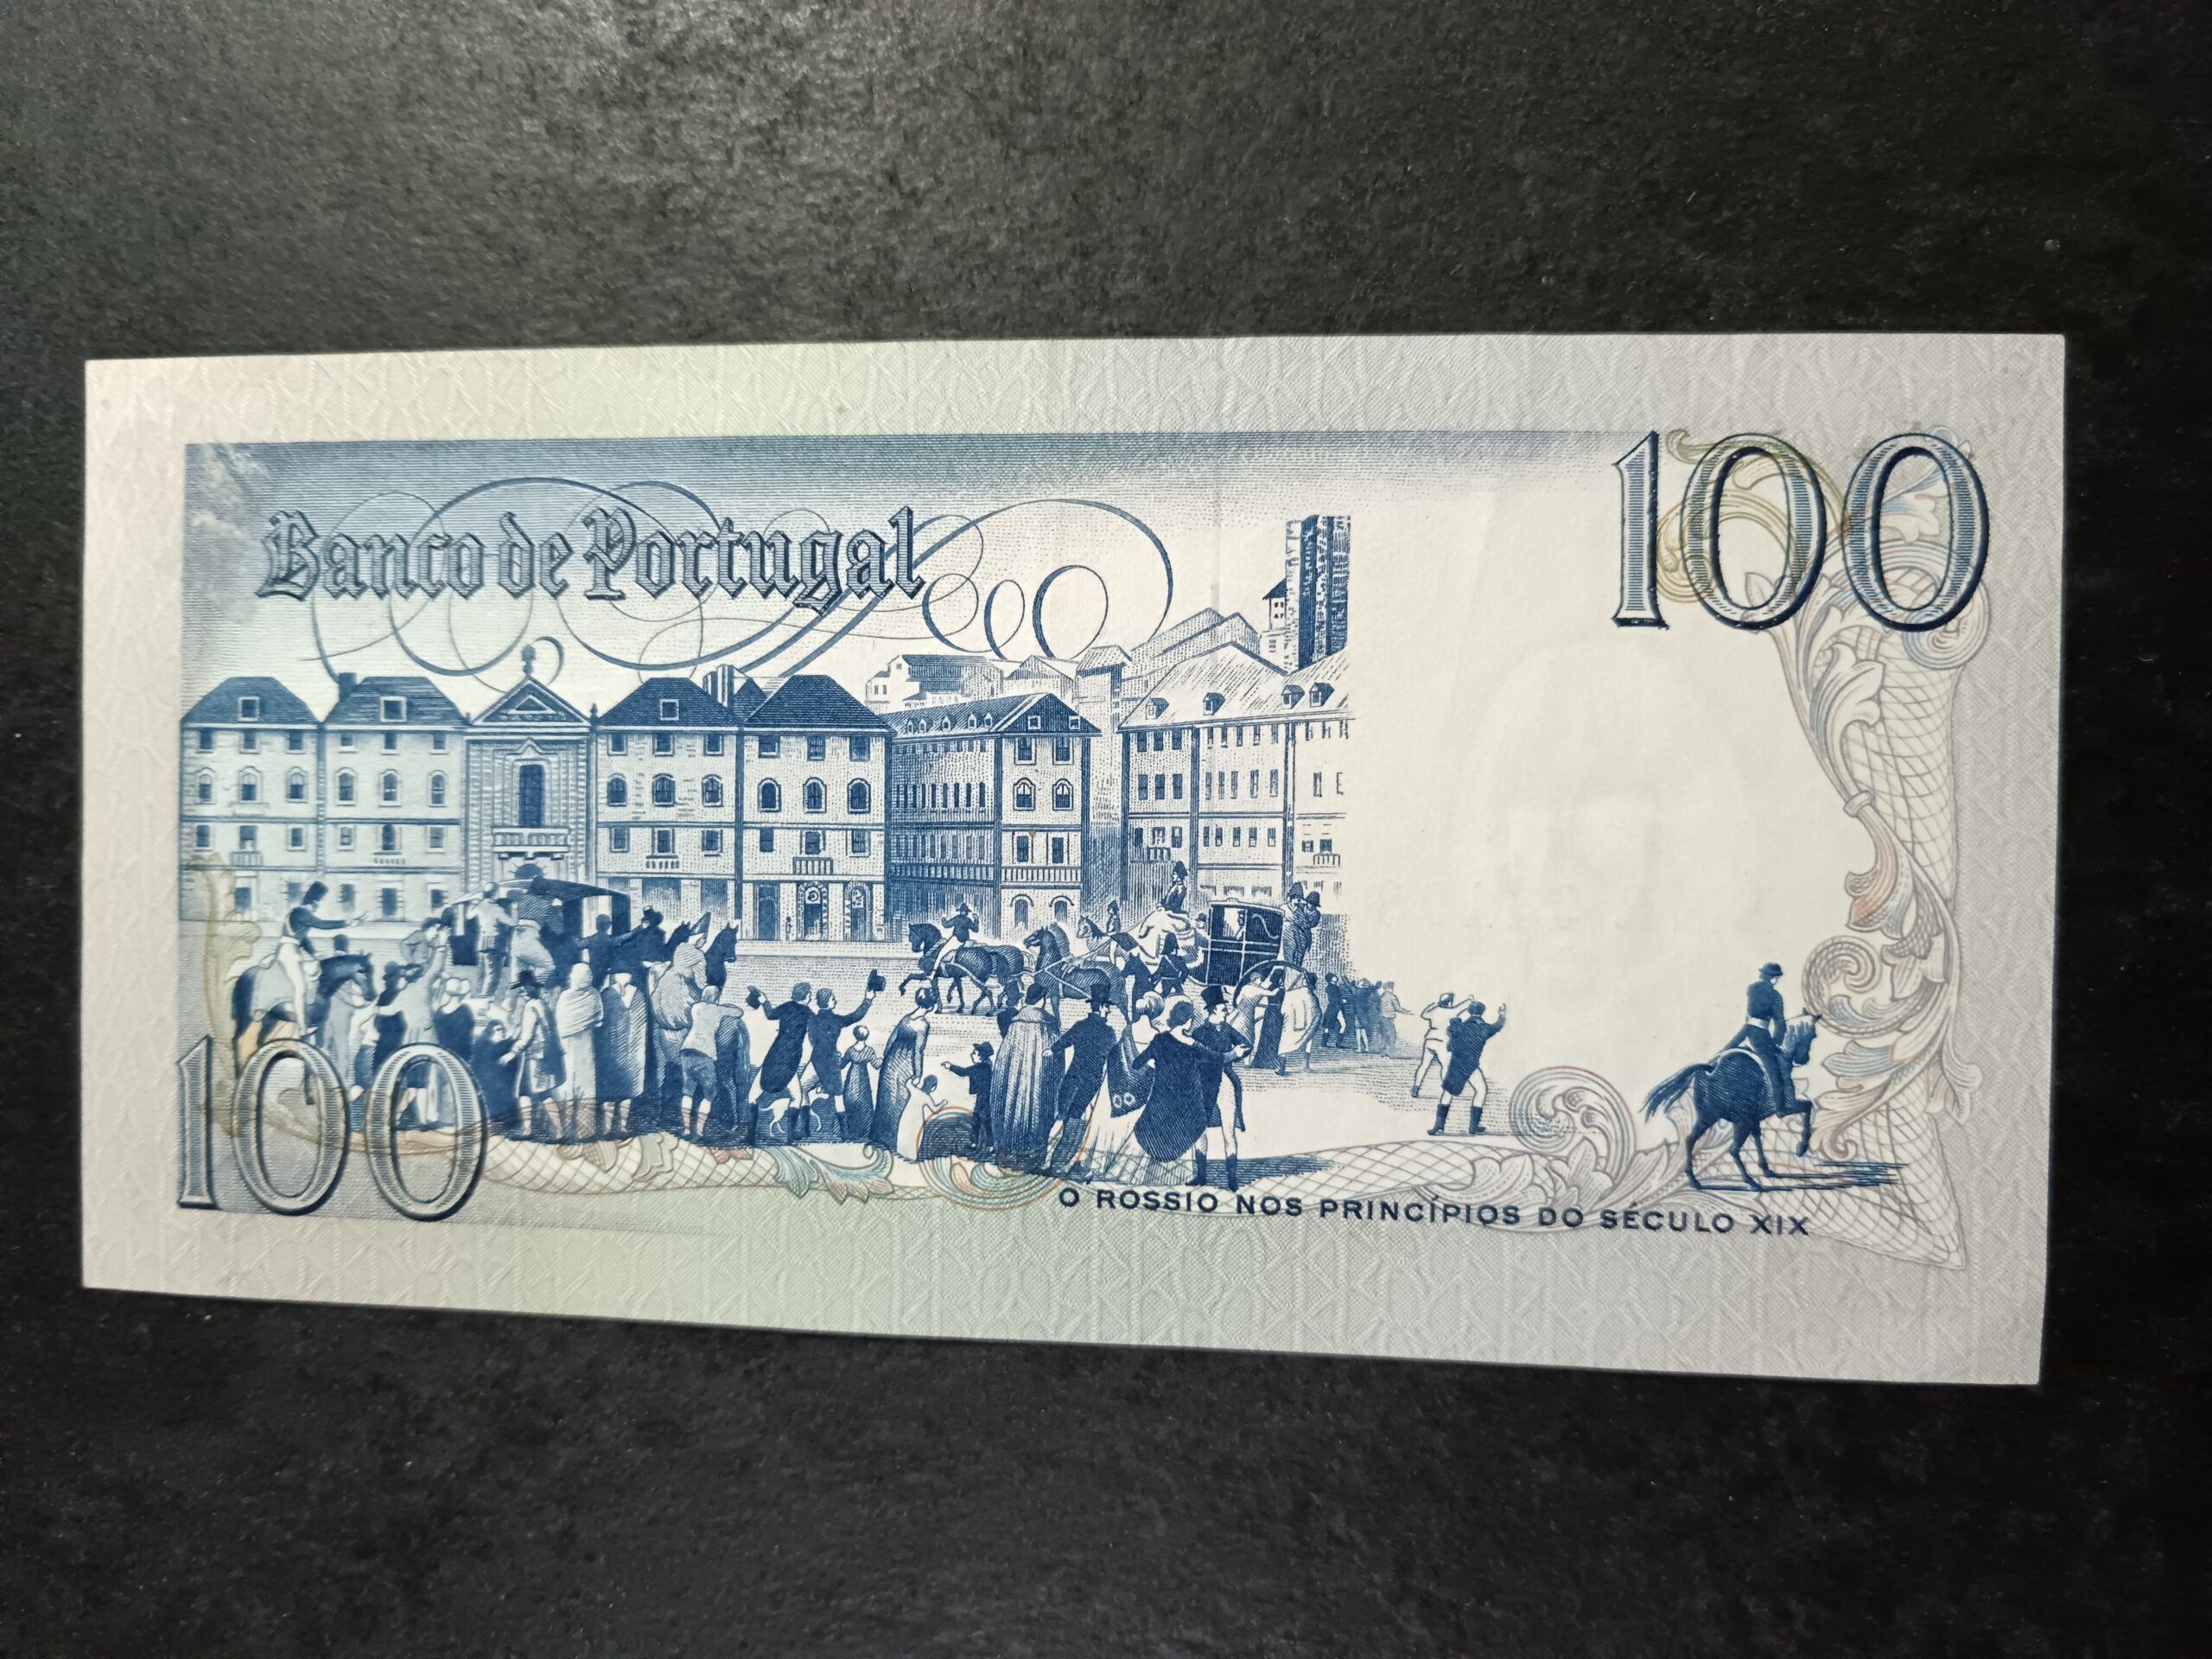 Banco de Portugal
100
100
O ROSSIO NOS PRINCÍPIOS DO SÉCULO XIX